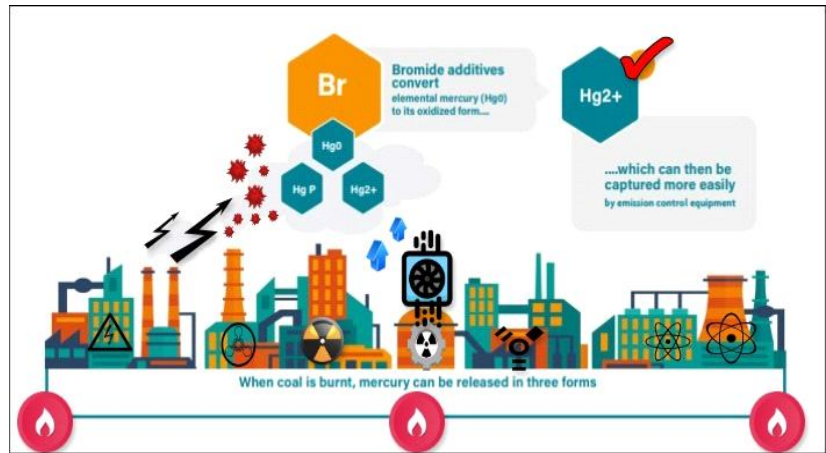 Br
Bromide additives
convert
elemental mercury (Hg0)
to its oxidized form....
Hg2+
Hg0
Hg P
Hg2+
....which can then be
captured more easily
by emission control equipment
When coal is burnt, mercury can be released in three forms